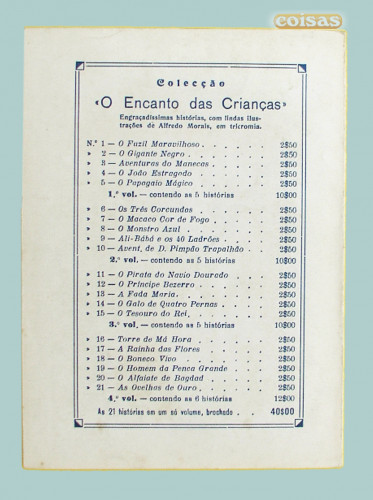 coisas
Colecção
«O Encanto das Crianças»
Engraçadíssimas histórias, com lindas ilus-
trações de Alfredo Morais, em tricromia.
N.º 1 — O Fuzil Maravilhoso . . . . . . 2$50
» 2 — O Gigante Negro . . . . . . . 2$50
» 3 — Aventuras do Manecas . . . . . 2$50
» 4 — O João Estragado . . . . . . . 2$50
» 5 — O Papagaio Mágico . . . . . . 2$50
1.º vol. — contendo as 5 histórias 10$00
» 6 — Os Três Corcundas . . . . . . 2$50
» 7 — O Macaco Cor de Fogo . . . . . 2$50
» 8 — O Monstro Azul . . . . . . . 2$50
» 9 — Ali-Bábá e os 40 Ladrões . . . . 2$50
» 10 — Avent. de D. Pimpão Trapalhão . . 2$50
2.º vol. — contendo as 5 histórias 10$00
» 11 — O Pirata do Navio Dourado . . . . 2$50
» 12 — O Príncipe Bezerro . . . . . . 2$50
» 13 — A Fada Maria . . . . . . . . 2$50
» 14 — O Galo de Quatro Pernas . . . . 2$50
» 15 — O Tesouro do Rei . . . . . . . 2$50
3.º vol. — contendo as 5 histórias 10$00
» 16 — Torre de Má Hora . . . . . . . 2$50
» 17 — A Rainha das Flores . . . . . . 2$50
» 18 — O Boneco Vivo . . . . . . . . 2$50
» 19 — O Homem da Penca Grande . . . . 2$50
» 20 — O Alfaiate de Bagdad . . . . . . 2$50
» 21 — As Ovelhas de Ouro . . . . . . 2$50
4.º vol. — contendo as 6 histórias 12$00
As 21 histórias em um só volume, brochado . . 40$00